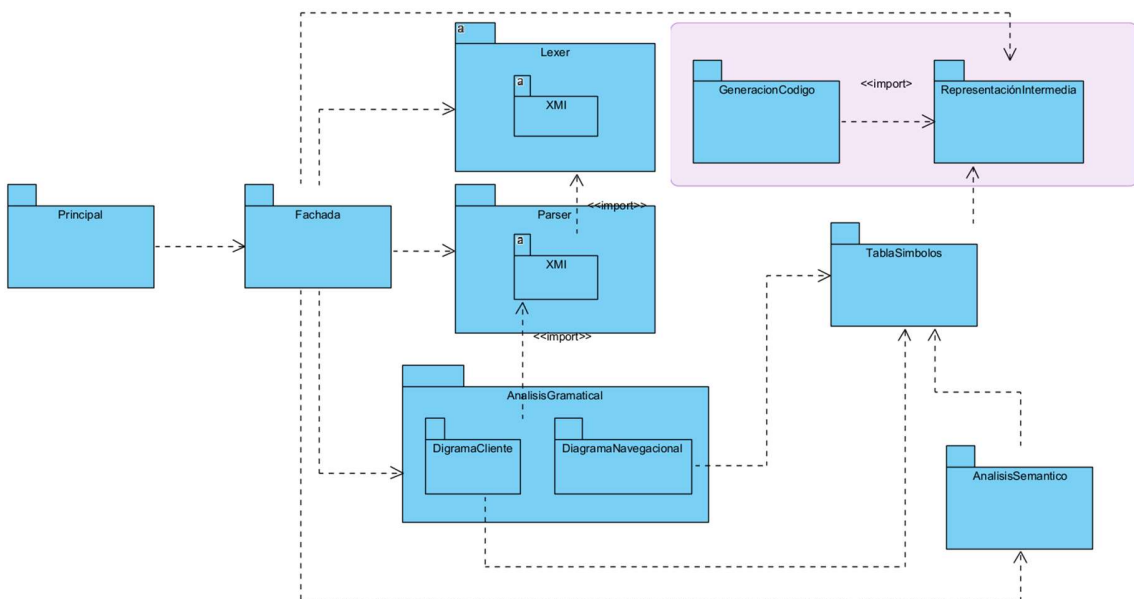 a
Lexer
a
XMI
GeneracionCodigo
<<import>
RepresentaciónIntermedia
Principal
Fachada
<<import>>
Parser
a
XMI
TablaSimbolos
<<import>>
AnalisisGramatical
DigramaCliente
DiagramaNavegacional
AnalisisSemantico